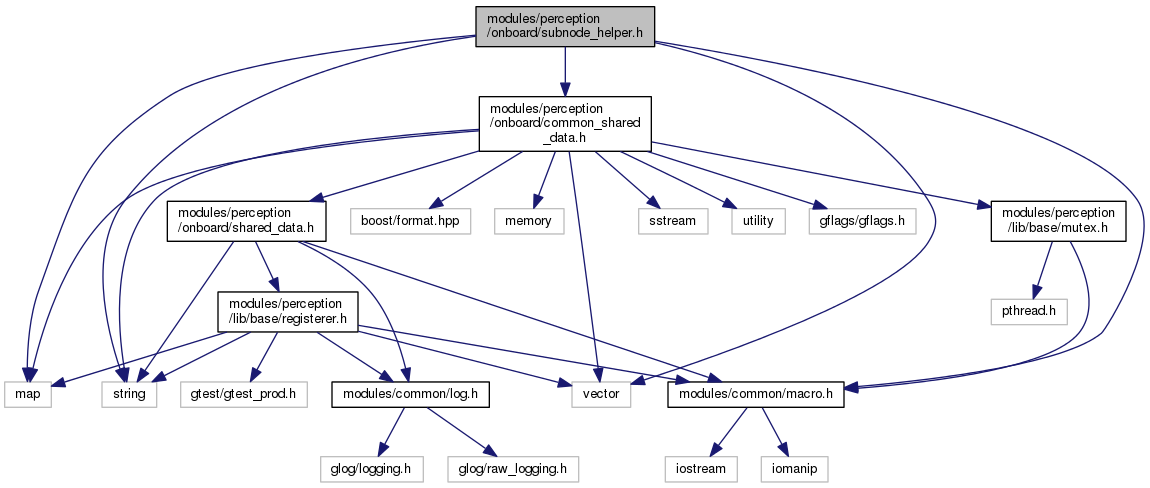 modules/perception
/onboard/subnode_helper.h
modules/perception
/onboard/common_shared
_data.h
modules/perception
/onboard/shared_data.h
boost/format.hpp
memory
sstream
utility
gflags/gflags.h
modules/perception
/lib/base/mutex.h
modules/perception
/lib/base/registerer.h
pthread.h
map
string
gtest/gtest_prod.h
modules/common/log.h
vector
modules/common/macro.h
glog/logging.h
glog/raw_logging.h
iostream
iomanip